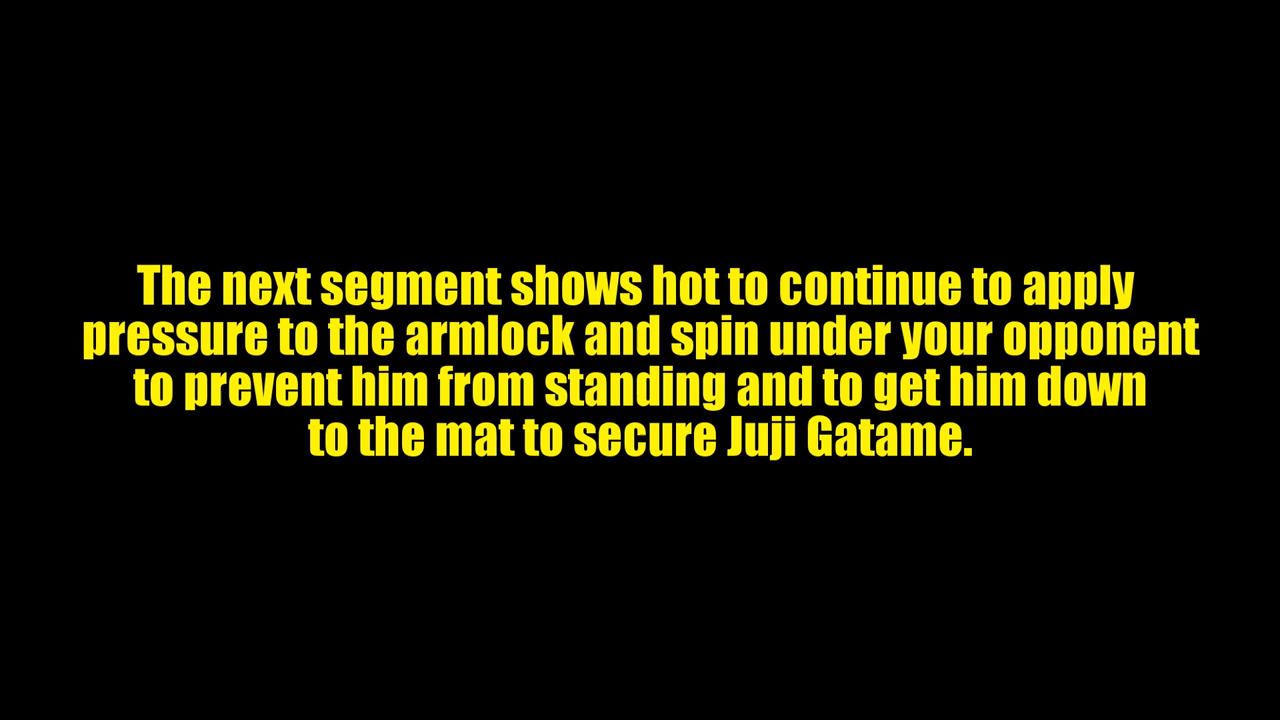 The next segment shows hot to continue to apply
pressure to the armlock and spin under your opponent
to prevent him from standing and to get him down
to the mat to secure Juji Gatame.